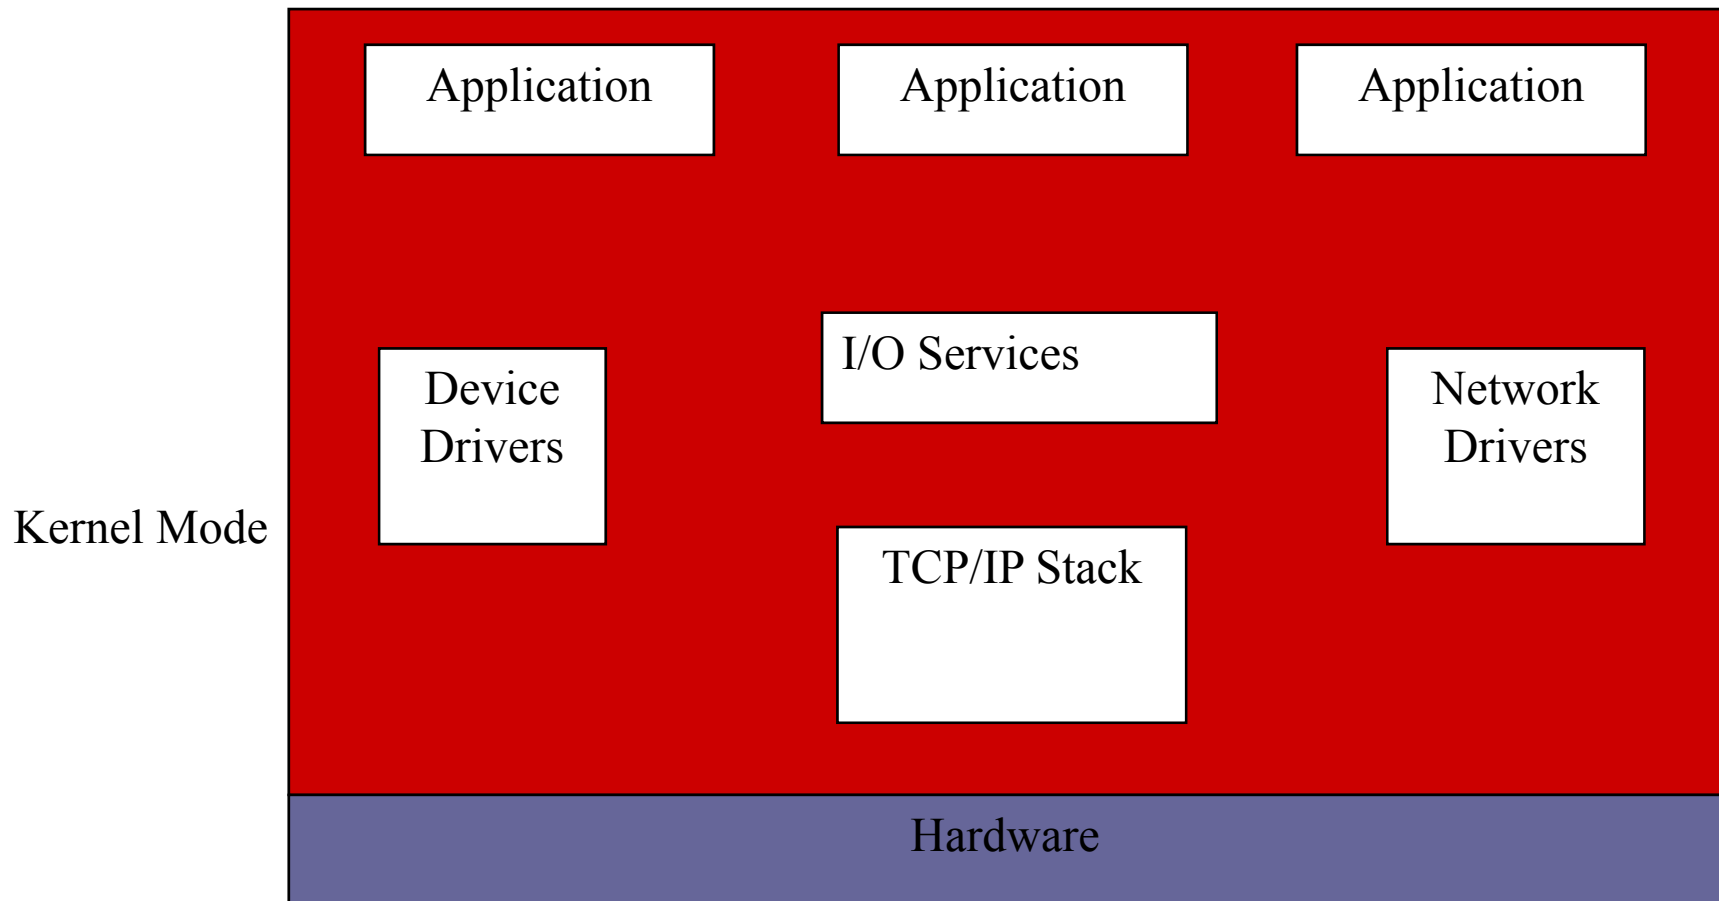 Application
Application
Application
I/O Services
Device
Drivers
Network
Drivers
Kernel Mode
TCP/IP Stack
Hardware